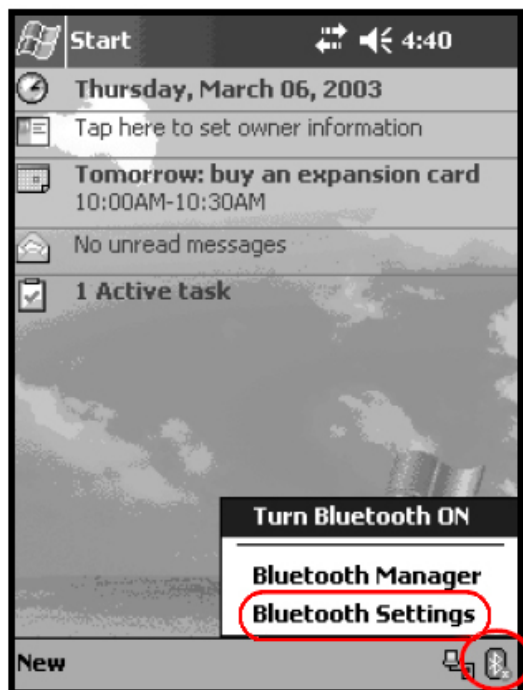 Start 4:40
Thursday, March 06, 2003
Tap here to set owner information
Tomorrow: buy an expansion card
10:00AM-10:30AM
No unread messages
1 Active task
Turn Bluetooth ON
Bluetooth Manager
Bluetooth Settings
New